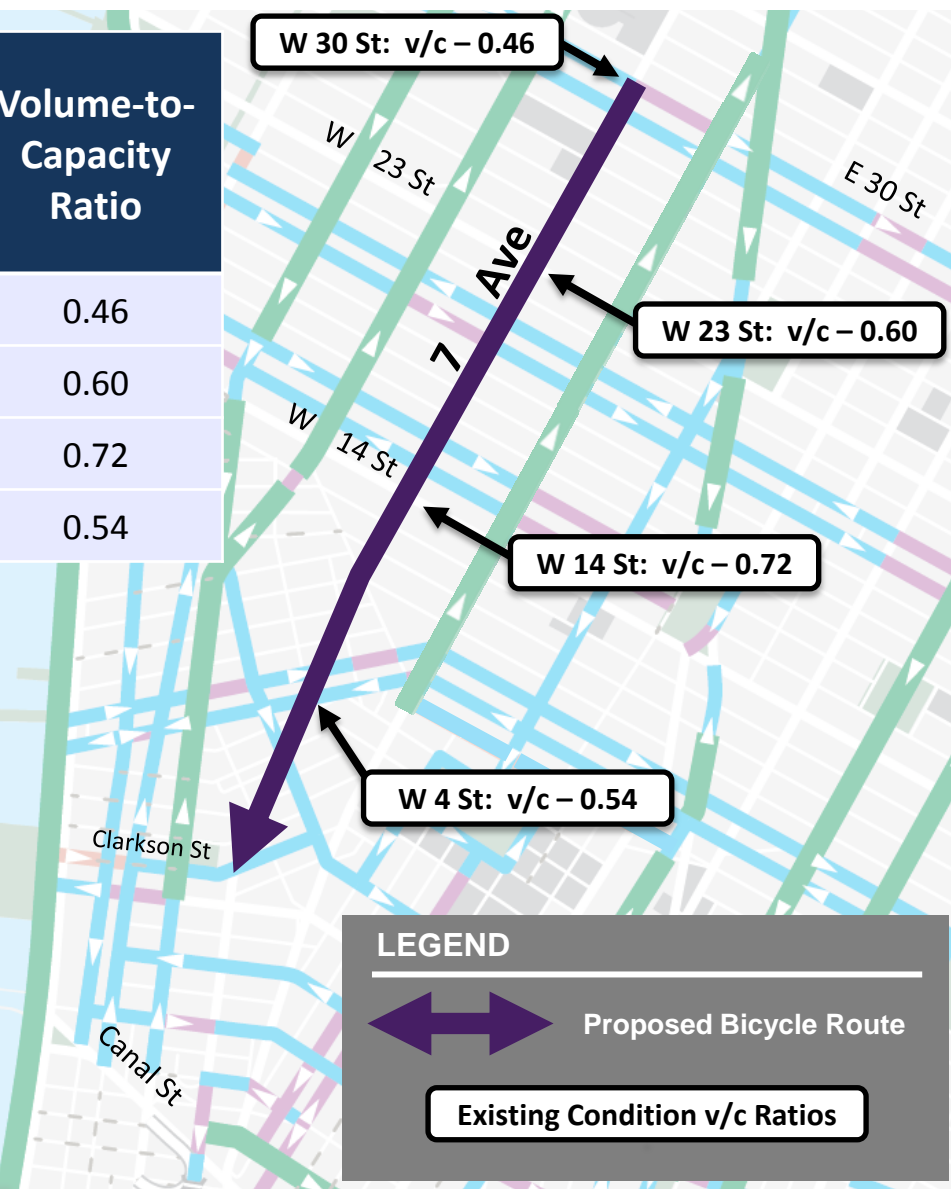 Volume-to-
Capacity
Ratio
0.46
0.60
0.72
0.54
W 30 St:  v/c – 0.46
W 23 St
E 30 St
7 Ave
W 23 St:  v/c – 0.60
W 14 St
W 14 St:  v/c – 0.72
W 4 St:  v/c – 0.54
Clarkson St
Canal St
LEGEND
Proposed Bicycle Route
Existing Condition v/c Ratios